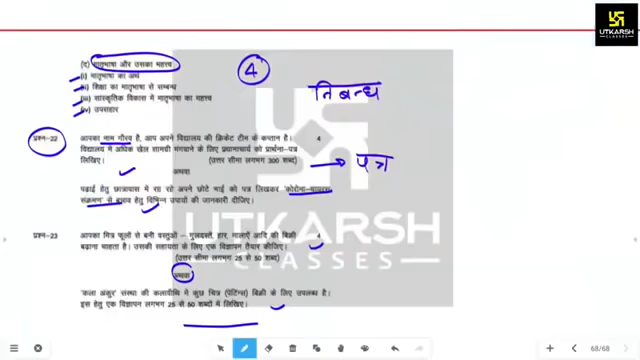 UTKARSH
CLASSES
(द) मातृभाषा और उसका महत्त्व
(i) मातृभाषा का अर्थ
(ii) शिक्षा का मातृभाषा से सम्बन्ध
(iii) सांस्कृतिक विकास में मातृभाषा का महत्त्व
(iv) उपसंहार
4
निबन्ध
प्रश्न-22 आपका नाम गौरव है, आप अपने विद्यालय की क्रिकेट टीम के कप्तान है। 4
विद्यालय में अधिक खेल सामग्री मंगवाने के लिए प्रधानाचार्य को प्रार्थना-पत्र
लिखिए। (उत्तर सीमा लगभग 300 शब्द)
पत्र
अथवा
पढ़ाई हेतु छात्रावास में रह रहे अपने छोटे भाई को पत्र लिखकर 'कोरोना-वायरस
संक्रमण' से बचाव हेतु विभिन्न उपायों की जानकारी दीजिए।
प्रश्न-23 आपका मित्र फूलों से बनी वस्तुओं - गुलदस्ते, हार, मालाएँ आदि की बिक्री 4
बढ़ाना चाहता है। उसकी सहायता के लिए एक विज्ञापन तैयार कीजिए।
(उत्तर सीमा लगभग 25 से 50 शब्द)
अथवा
'कला अंकुर' संस्था की कलावीथि में कुछ चित्र (पेंटिंग्स) बिक्री के लिए उपलब्ध है।
इस हेतु एक विज्ञापन लगभग 25 से 50 शब्दों में लिखिए।
UTKARSH
CLASSES
68/68